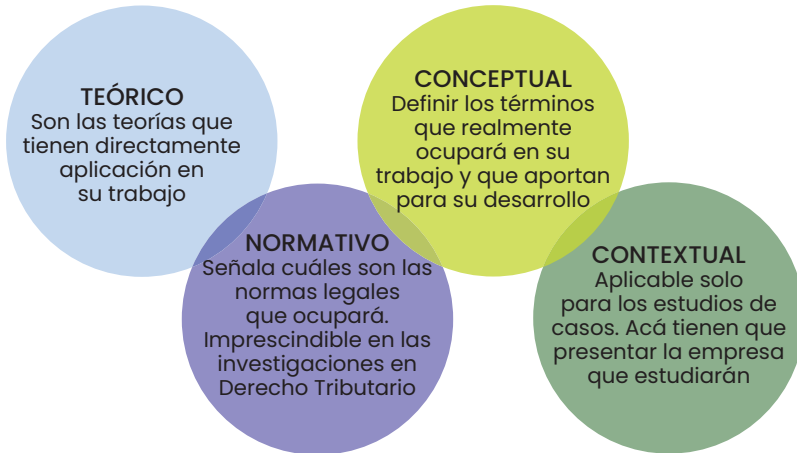 TEÓRICO
Son las teorías que
tienen directamente
aplicación en
su trabajo
NORMATIVO
Señala cuáles son las
normas legales
que ocupará.
Imprescindible en las
investigaciones en
Derecho Tributario
CONCEPTUAL
Definir los términos
que realmente
ocupará en su
trabajo y que aportan
para su desarrollo
CONTEXTUAL
Aplicable solo
para los estudios de
casos. Acá tienen que
presentar la empresa
que estudiarán